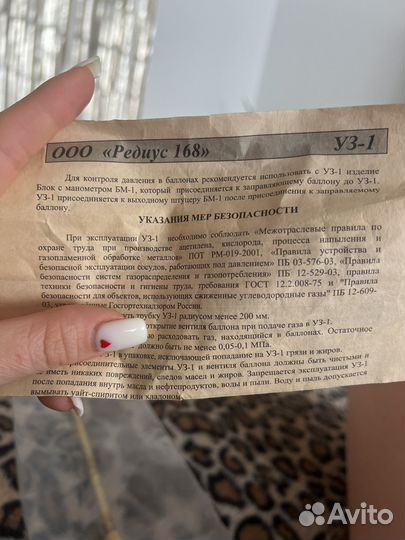 ООО «Редиус 168» УЗ-1
Для контроля давления в баллонах рекомендуется использовать с УЗ-1 изделие
Блок с манометром БМ-1, который присоединяется к заправляющему баллону до УЗ-1.
УЗ-1 присоединяется к выходному штуцеру БМ-1 после присоединения к заправляемому
баллону.
УКАЗАНИЯ МЕР БЕЗОПАСНОСТИ
При эксплуатации УЗ-1 необходимо соблюдать «Межотраслевые правила по
охране труда при производстве ацетилена, кислорода, процесса напыления и
газопламенной обработке металлов» ПОТ РМ-019-2001, «Правила устройства и
безопасной эксплуатации сосудов, работающих под давлением» ПБ 03-576-03, «Правила
безопасности систем газораспределения и газопотребления» ПБ 12-529-03, правила
техники безопасности и гигиены труда, требования ГОСТ 12.2.008-75 и "Правила
безопасности для объектов, использующих сжиженные углеводородные газы" ПБ 12-609-
03, Госгортехнадзором России.
трубку УЗ-1 радиусом менее 200 мм.
открытие вентиля баллона при подаче газа в УЗ-1.
расходовать газ, находящийся в баллонах. Остаточное
должно быть не менее 0,05-0,1 МПа.
УЗ-1 в упаковке, исключающей попадание на УЗ-1 грязи и жиров.
элементы УЗ-1 и вентиля баллона должны быть чистыми и
не иметь никаких повреждений, следов масел и жиров. Запрещается эксплуатация УЗ-1
после попадания внутрь масла и нефтепродуктов, воды и пыли. Воду и пыль допускается
вымывать уайт-спиритом или хладоном.
Avito